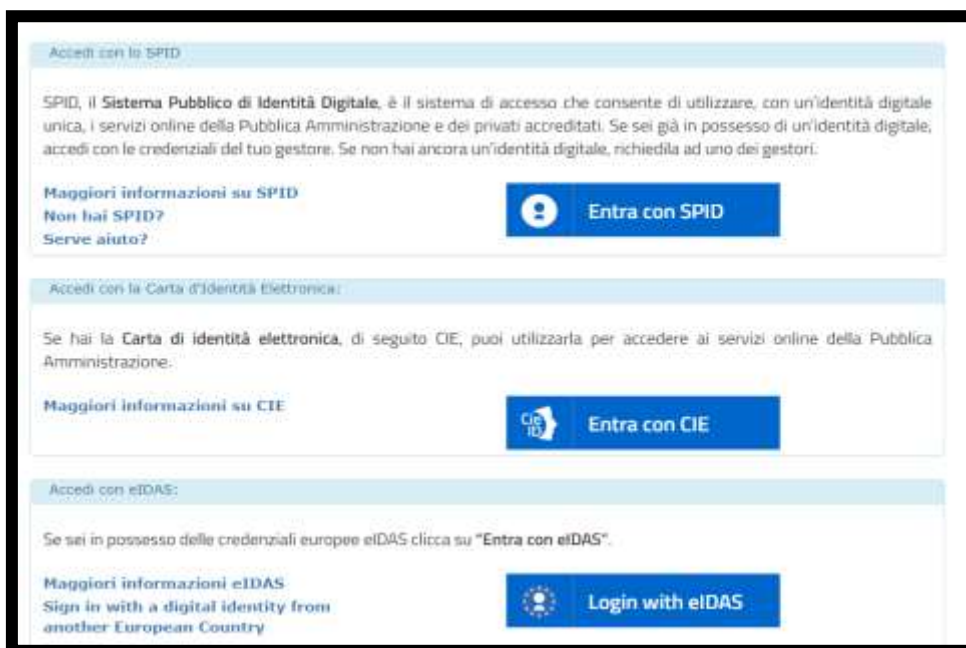 Accedi con lo SPID
SPID, il Sistema Pubblico di Identità Digitale, è il sistema di accesso che consente di utilizzare, con un'identità digitale
unica, i servizi online della Pubblica Amministrazione e dei privati accreditati. Se sei già in possesso di un'identità digitale,
accedi con le credenziali del tuo gestore. Se non hai ancora un'identità digitale, richiedila ad uno dei gestori.
Maggiori informazioni su SPID
Non hai SPID?
Serve aiuto?
Entra con SPID
Accedi con la Carta d'Identità Elettronica:
Se hai la Carta di identità elettronica, di seguito CIE, puoi utilizzarla per accedere ai servizi online della Pubblica
Amministrazione.
Maggiori informazioni su CIE
Cie
ID
Entra con CIE
Accedi con eIDAS:
Se sei in possesso delle credenziali europee eIDAS clicca su "Entra con eIDAS".
Maggiori informazioni eIDAS
Sign in with a digital identity from
another European Country
Login with eIDAS